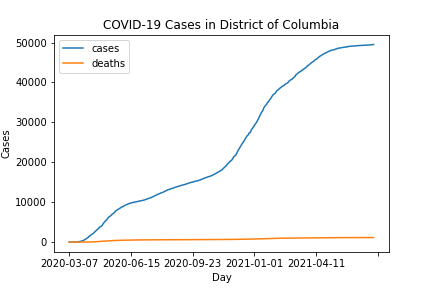 COVID-19 Cases in District of Columbia
cases
deaths
50000
40000
30000
20000
10000
0
Cases
2020-03-07 2020-06-15 2020-09-23 2021-01-01 2021-04-11
Day